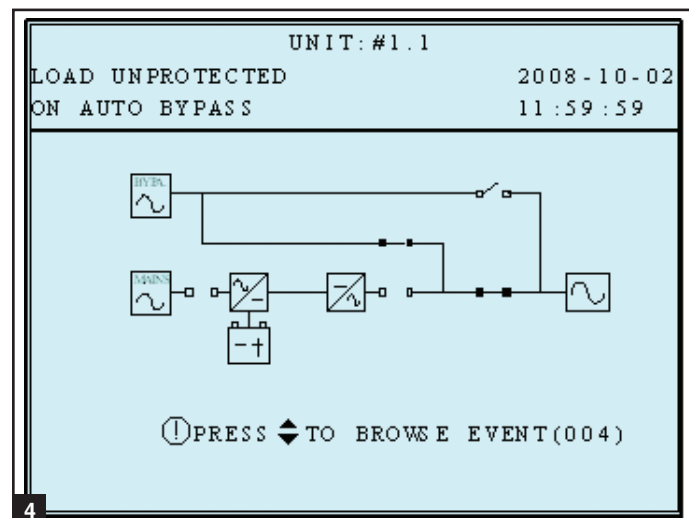 UNIT:#1.1
LOAD UNPROTECTED 2008-10-02
ON AUTO BYPASS 11:59:59
BYPA.
MAINS
PRESS TO BROWSE EVENT(004)
4